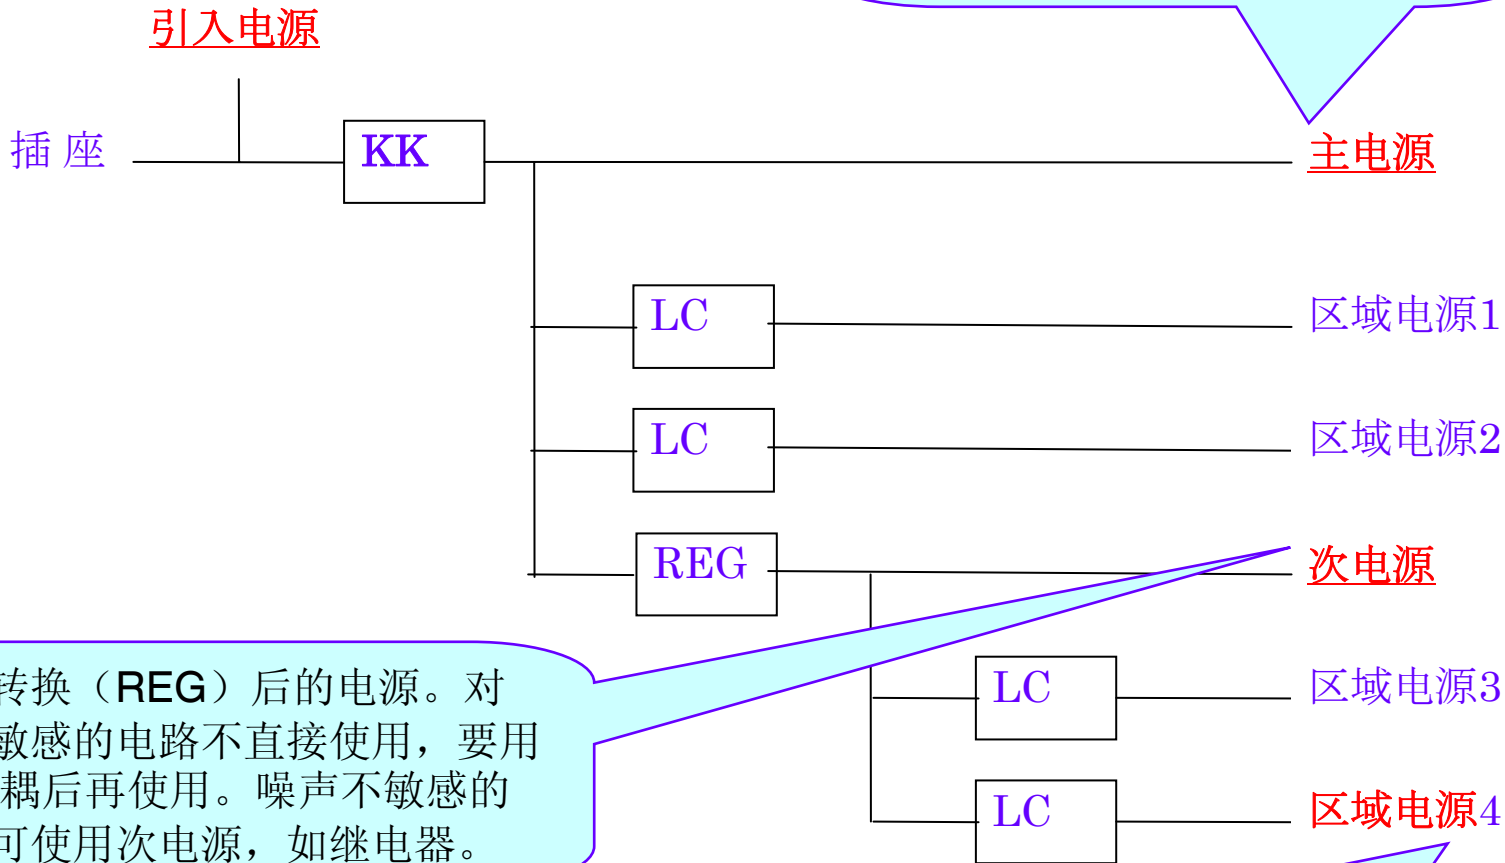 引入电源
插 座
KK
主电源
LC
区域电源1
LC
区域电源2
REG
次电源
转换（REG）后的电源。对
敏感的电路不直接使用，要用
耦后再使用。噪声不敏感的
可使用次电源，如继电器。
LC
区域电源3
LC
区域电源4